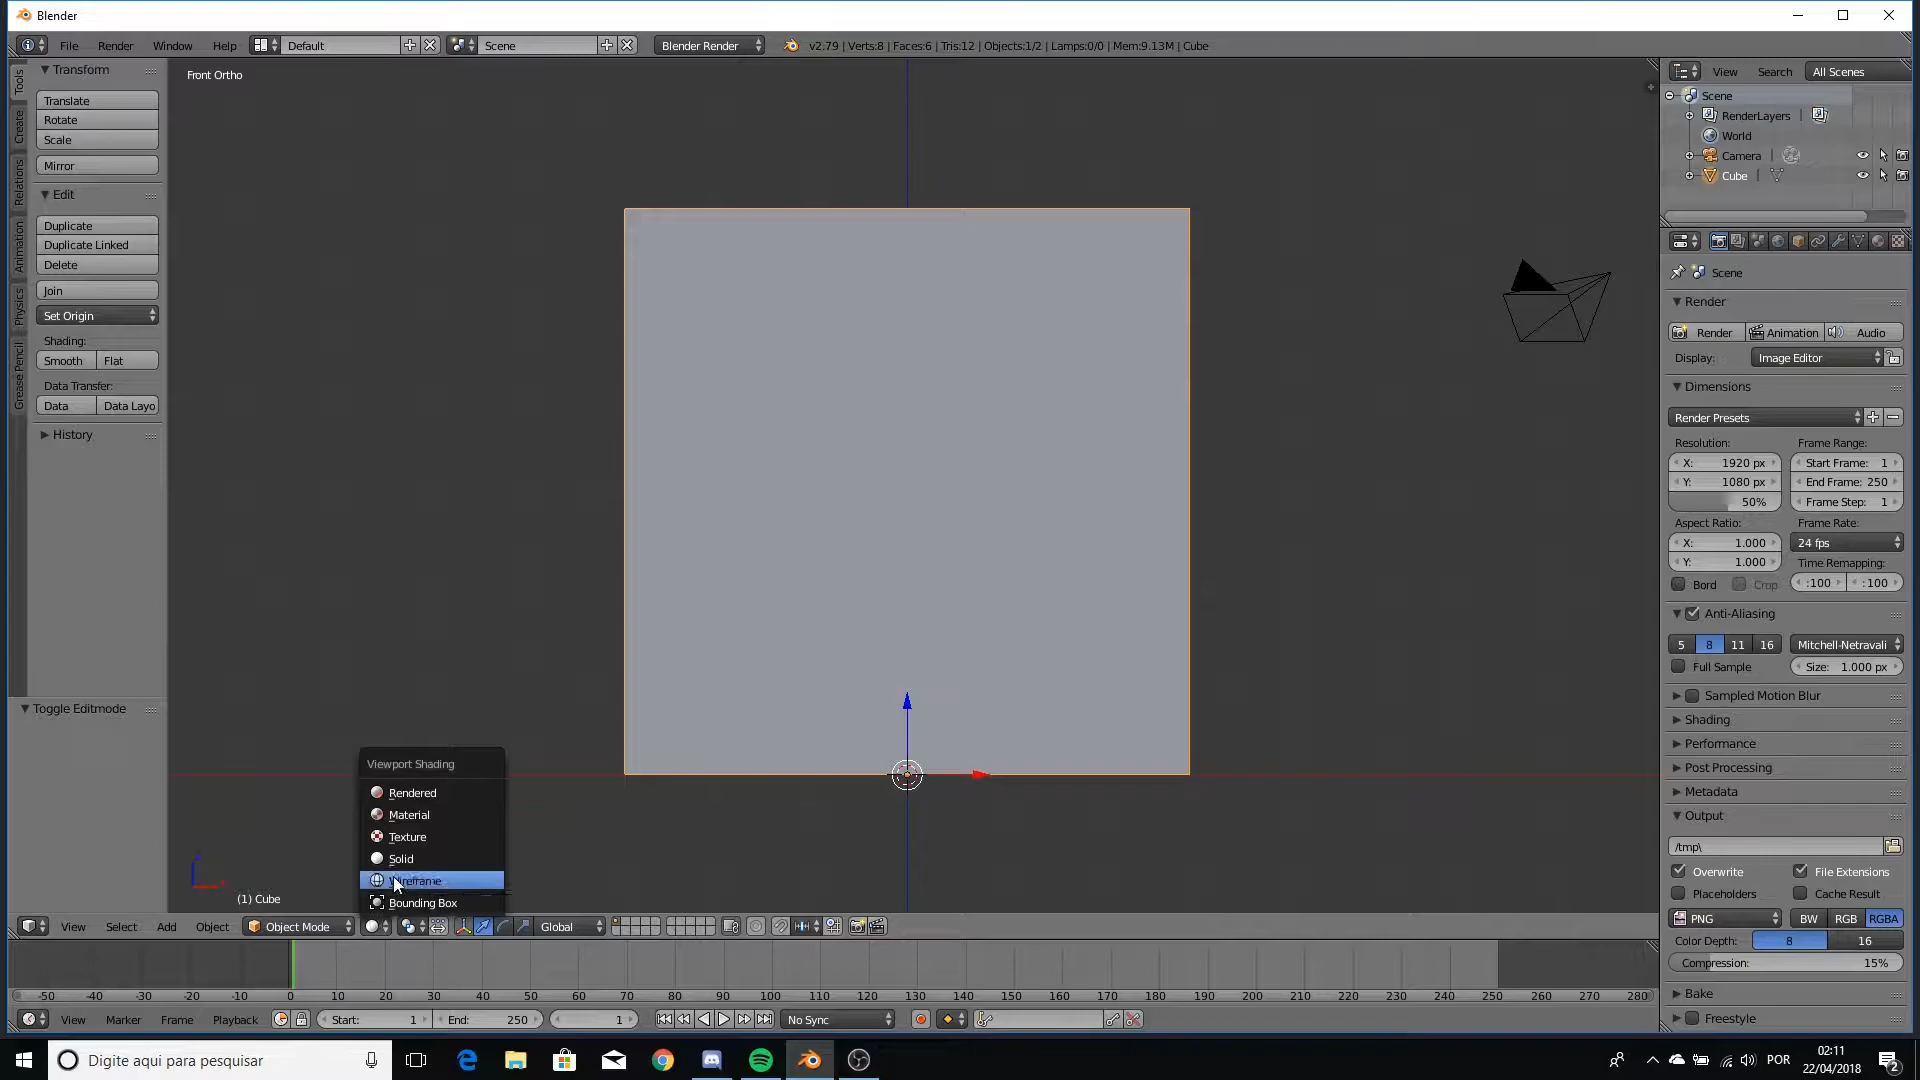 Blender
File Render Window Help Default Scene Blender Render v2.79 | Verts:8 | Faces:6 | Tris:12 | Objects:1/2 | Lamps:0/0 | Mem:9.13M | Cube
Tools
Create
Relations
Animation
Physics
Grease Pencil
Transform
Translate
Rotate
Scale
Mirror
Edit
Duplicate
Duplicate Linked
Delete
Join
Set Origin
Shading:
Smooth Flat
Data Transfer:
Data Data Layo
History
Toggle Editmode
Front Ortho
Viewport Shading
Rendered
Material
Texture
Solid
Wireframe
Bounding Box
(1) Cube
View Select Add Object Object Mode Global
-50 -40 -30 -20 -10 0 10 20 30 40 50 60 70 80 90 100 110 120 130 140 150 160 170 180 190 200 210 220 230 240 250 260 270 280
View Marker Frame Playback Start: 1 End: 250 1 No Sync
View Search All Scenes
Scene
RenderLayers
World
Camera
Cube
Scene
Render
Render Animation Audio
Display: Image Editor
Dimensions
Render Presets
Resolution: Frame Range:
X: 1920 px Start Frame: 1
Y: 1080 px End Frame: 250
50% Frame Step: 1
Aspect Ratio: Frame Rate:
X: 1.000 24 fps
Y: 1.000 Time Remapping:
Bord Crop :100 :100
Anti-Aliasing
5 8 11 16 Mitchell-Netravali
Full Sample Size: 1.000 px
Sampled Motion Blur
Shading
Performance
Post Processing
Metadata
Output
/tmp\
Overwrite File Extensions
Placeholders Cache Result
PNG BW RGB RGBA
Color Depth: 8 16
Compression: 15%
Bake
Freestyle
Digite aqui para pesquisar
POR
02:11
22/04/2018
2